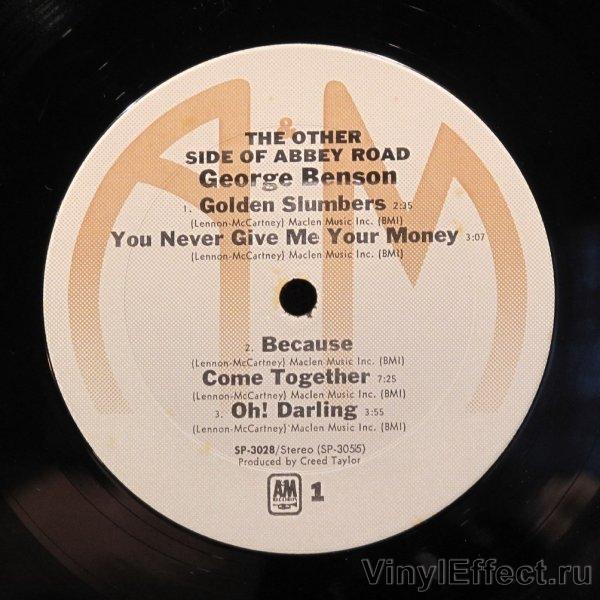 &
THE OTHER
SIDE OF ABBEY ROAD
George Benson
1. Golden Slumbers 2:35
(Lennon-McCartney) Maclen Music Inc. (BMI)
You Never Give Me Your Money 3:07
(Lennon-McCartney) Maclen Music Inc. (BMI)
2. Because
(Lennon-McCartney) Maclen Music Inc. (BMI)
Come Together 7:25
(Lennon-McCartney) Maclen Music Inc. (BMI)
3. Oh! Darling 3:55
(Lennon-McCartney) Maclen Music Inc. (BMI)
SP-3028/Stereo (SP-30515)
Produced by Creed Taylor
AM
RECORDS
1
VinylEffect.ru